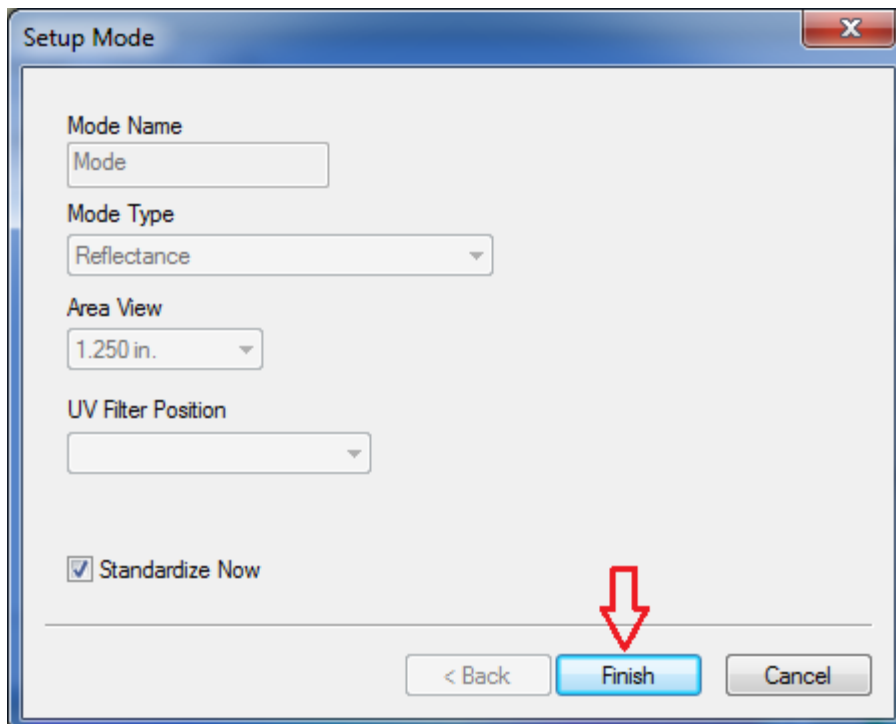 Setup Mode
Mode Name
Mode
Mode Type
Reflectance
Area View
1.250 in.
UV Filter Position
Standardize Now
< Back Finish Cancel